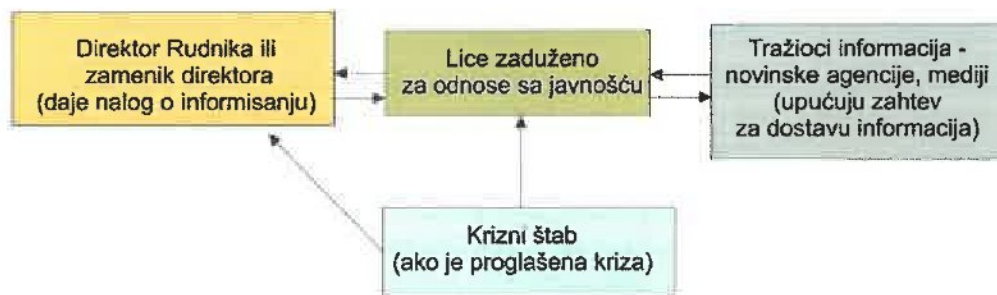 Direktor Rudnika ili
zamenik direktora
(daje nalog o informisanju)
Lice zaduženo
za odnose sa javnošću
Tražioci informacija -
novinske agencije, mediji
(upućuju zahtev
za dostavu informacija)
Krizni štab
(ako je proglašena kriza)